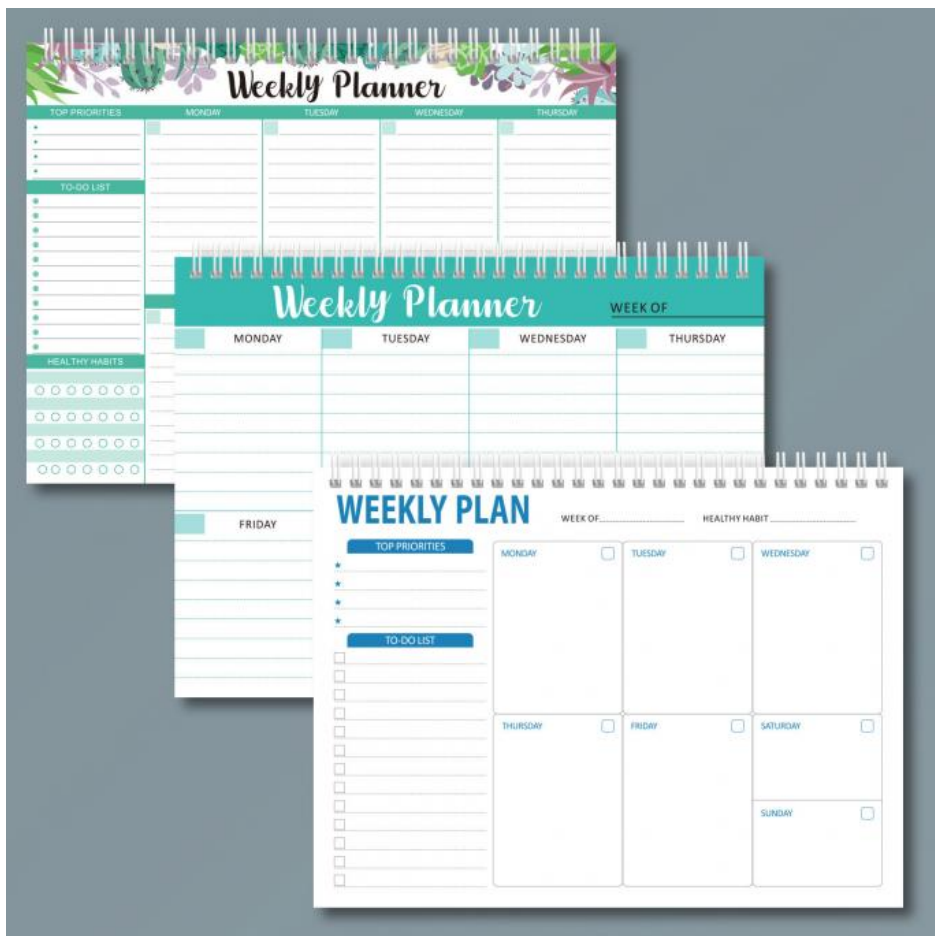 Weekly Planner
TOP PRIORITIES MONDAY TUESDAY WEDNESDAY THURSDAY
TO-DO LIST
HEALTHY HABITS
Weekly Planner WEEK OF
MONDAY TUESDAY WEDNESDAY THURSDAY
FRIDAY
WEEKLY PLAN WEEK OF HEALTHY HABIT
TOP PRIORITIES
MONDAY TUESDAY WEDNESDAY
TO-DO LIST
THURSDAY FRIDAY SATURDAY
SUNDAY